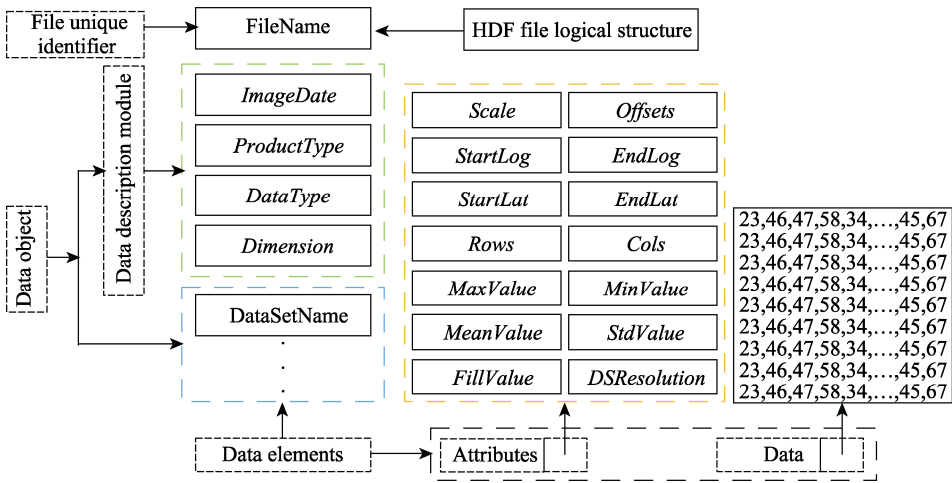 File unique
identifier
FileName
HDF file logical structure
Data object
Data description module
ImageDate
ProductType
DataType
Dimension
DataSetName
.
.
.
Scale
Offsets
StartLog
EndLog
StartLat
EndLat
Rows
Cols
MaxValue
MinValue
MeanValue
StdValue
FillValue
DSResolution
23,46,47,58,34,…,45,67
23,46,47,58,34,…,45,67
23,46,47,58,34,…,45,67
23,46,47,58,34,…,45,67
23,46,47,58,34,…,45,67
23,46,47,58,34,…,45,67
23,46,47,58,34,…,45,67
23,46,47,58,34,…,45,67
23,46,47,58,34,…,45,67
Data elements
Attributes
Data